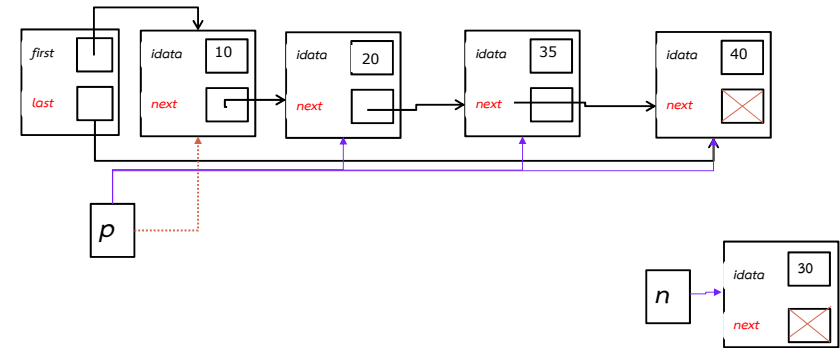 first
last
idata 10
next
idata 20
next
idata 35
next
idata 40
next
p
n
idata 30
next